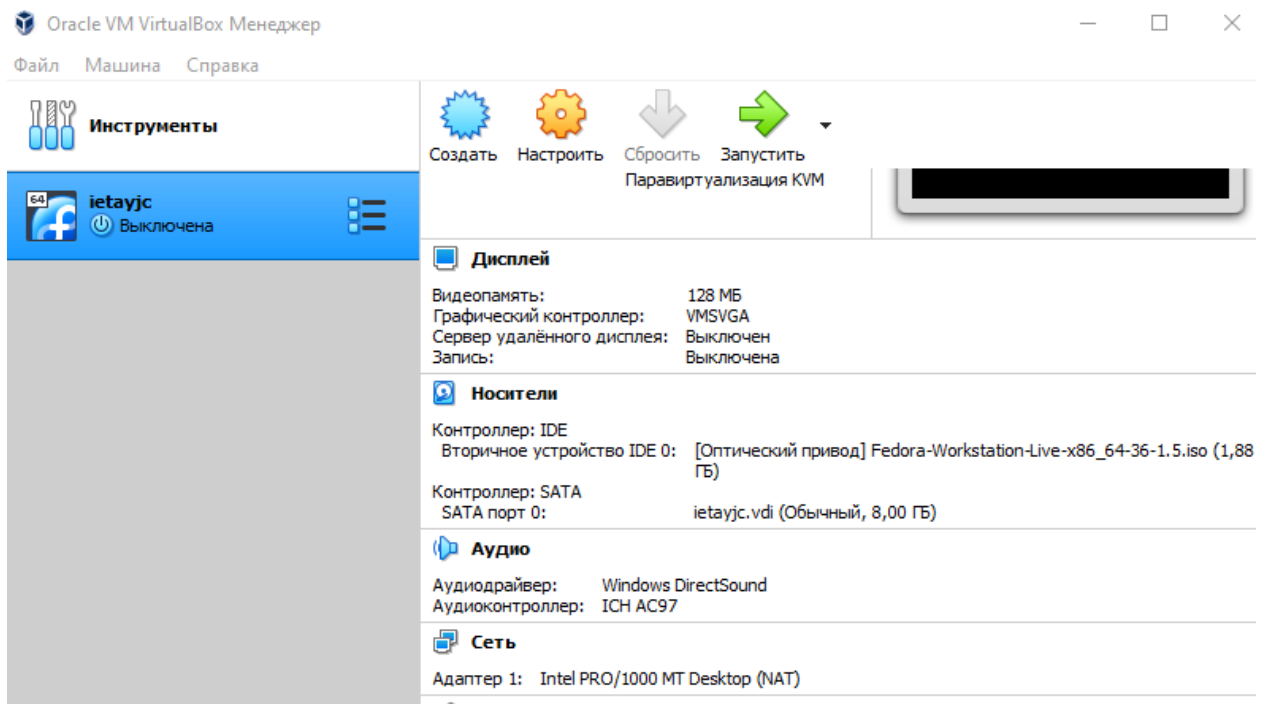 Oracle VM VirtualBox Менеджер
Файл Машина Справка
Инструменты
64
ietayjc
Выключена
Создать Настроить Сбросить Запустить
Паравиртуализация KVM
Дисплей
Видеопамять: 128 МБ
Графический контроллер: VMSVGA
Сервер удалённого дисплея: Выключен
Запись: Выключена
Носители
Контроллер: IDE
Вторичное устройство IDE 0: [Оптический привод] Fedora-Workstation-Live-x86_64-36-1.5.iso (1,88
ГБ)
Контроллер: SATA
SATA порт 0: ietayjc.vdi (Обычный, 8,00 ГБ)
Аудио
Аудиодрайвер: Windows DirectSound
Аудиоконтроллер: ICH AC97
Сеть
Адаптер 1: Intel PRO/1000 MT Desktop (NAT)